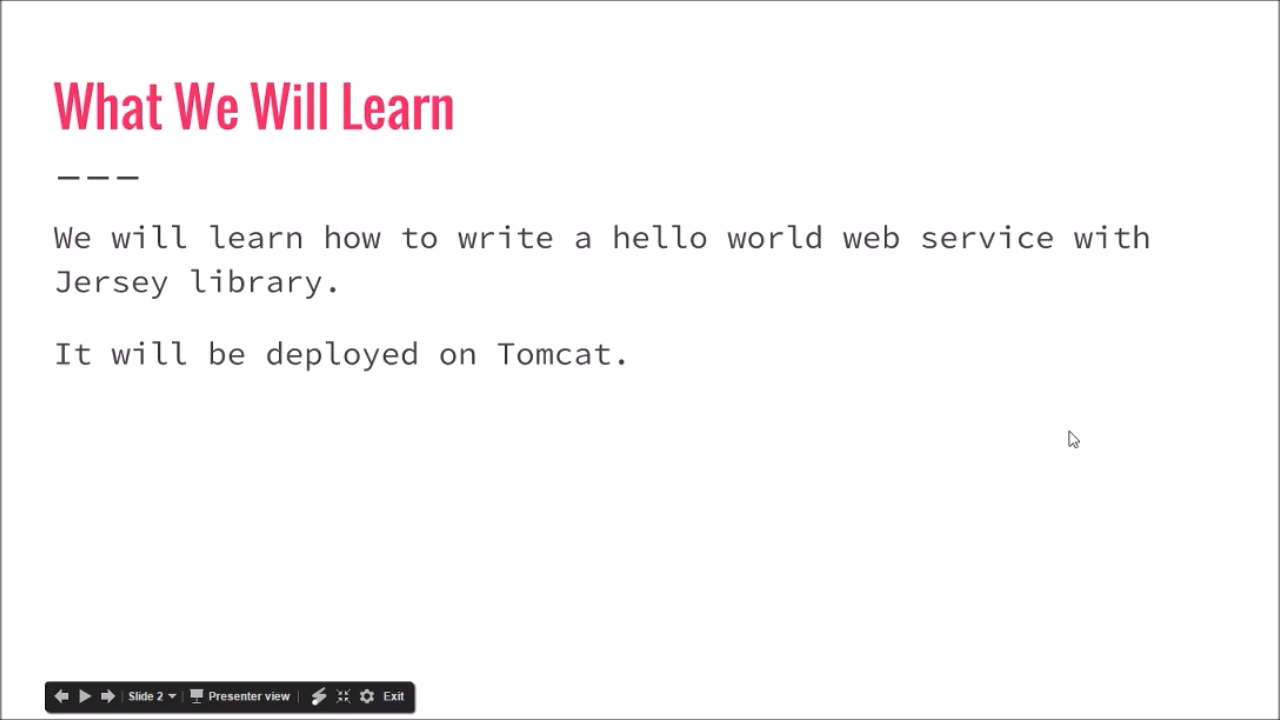 What We Will Learn
We will learn how to write a hello world web service with
Jersey library.
It will be deployed on Tomcat.
Slide 2 Presenter view Exit